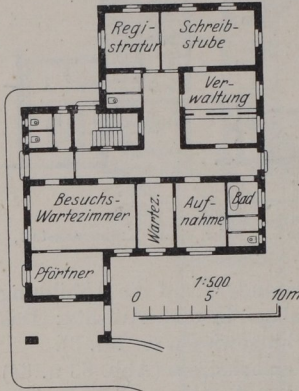 Regi-
stratur
Schreib-
stube
Ver-
waltung
Besuchs-
Wartezimmer
Wartez.
Auf-
nahme
Bad
Pförtner
1:500
0 5 10m